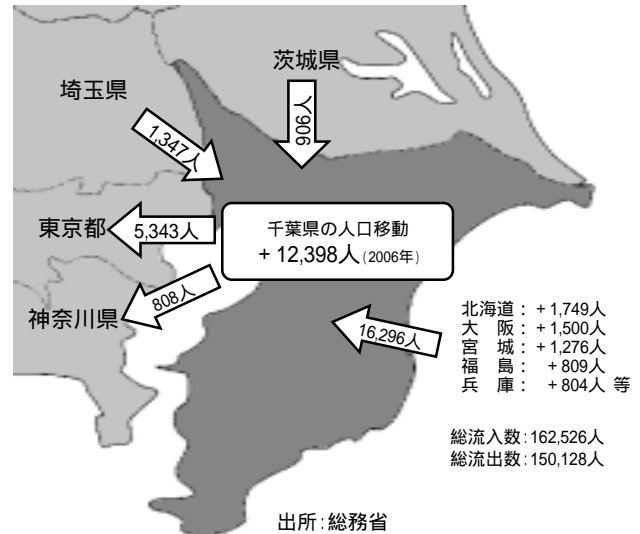 茨城県
埼玉県
906人
1,347人
東京都
5,343人
千葉県の人口移動
+12,398人(2006年)
808人
神奈川県
16,296人
北海道：+1,749人
大　阪：+1,500人
宮　城：+1,276人
福　島：+809人
兵　庫：+804人 等
総流入数：162,526人
総流出数：150,128人
出所：総務省